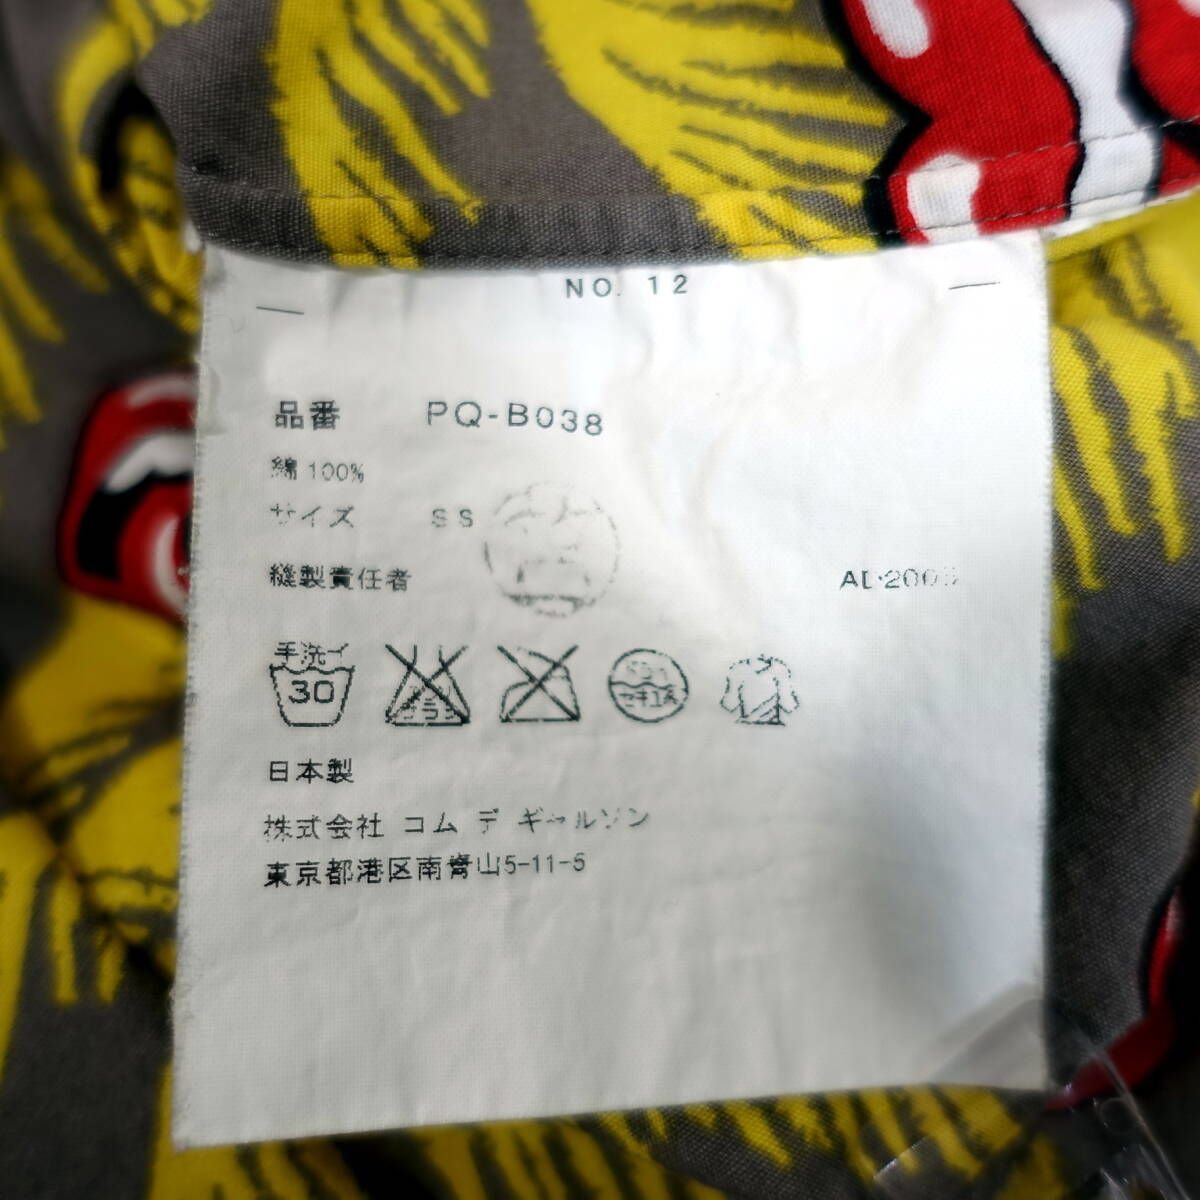 NO. 12
品番 PQ-B038
綿 100%
サイズ SS
縫製責任者
手洗イ
30
日本製
株式会社 コム デ ギャルソン
東京都港区南青山5-11-5